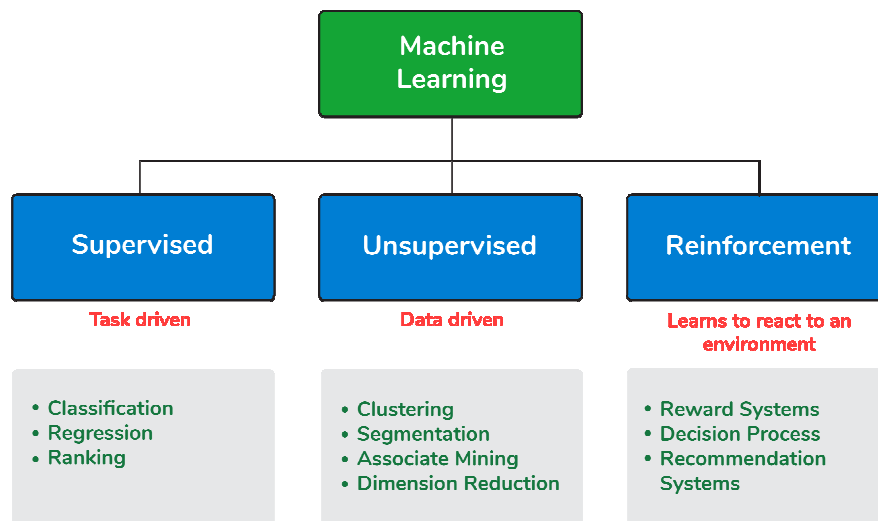 Machine
Learning
Supervised
Unsupervised
Reinforcement
Task driven
Data driven
Learns to react to an
environment
• Classification
• Regression
• Ranking
• Clustering
• Segmentation
• Associate Mining
• Dimension Reduction
• Reward Systems
• Decision Process
• Recommendation
Systems